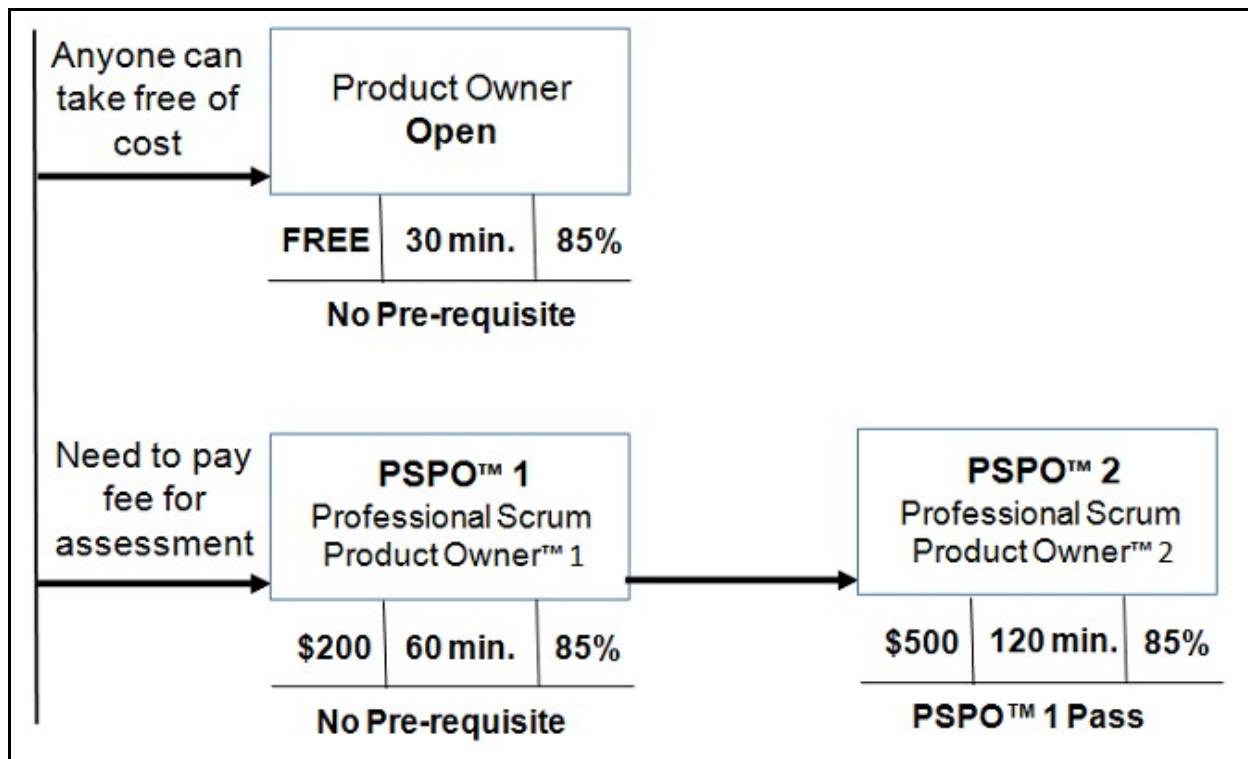 Anyone can
take free of
cost
Product Owner
Open
FREE 30 min. 85%
No Pre-requisite
Need to pay
fee for
assessment
PSPO™ 1
Professional Scrum
Product Owner™ 1
$200 60 min. 85%
No Pre-requisite
PSPO™ 2
Professional Scrum
Product Owner™ 2
$500 120 min. 85%
PSPO™ 1 Pass